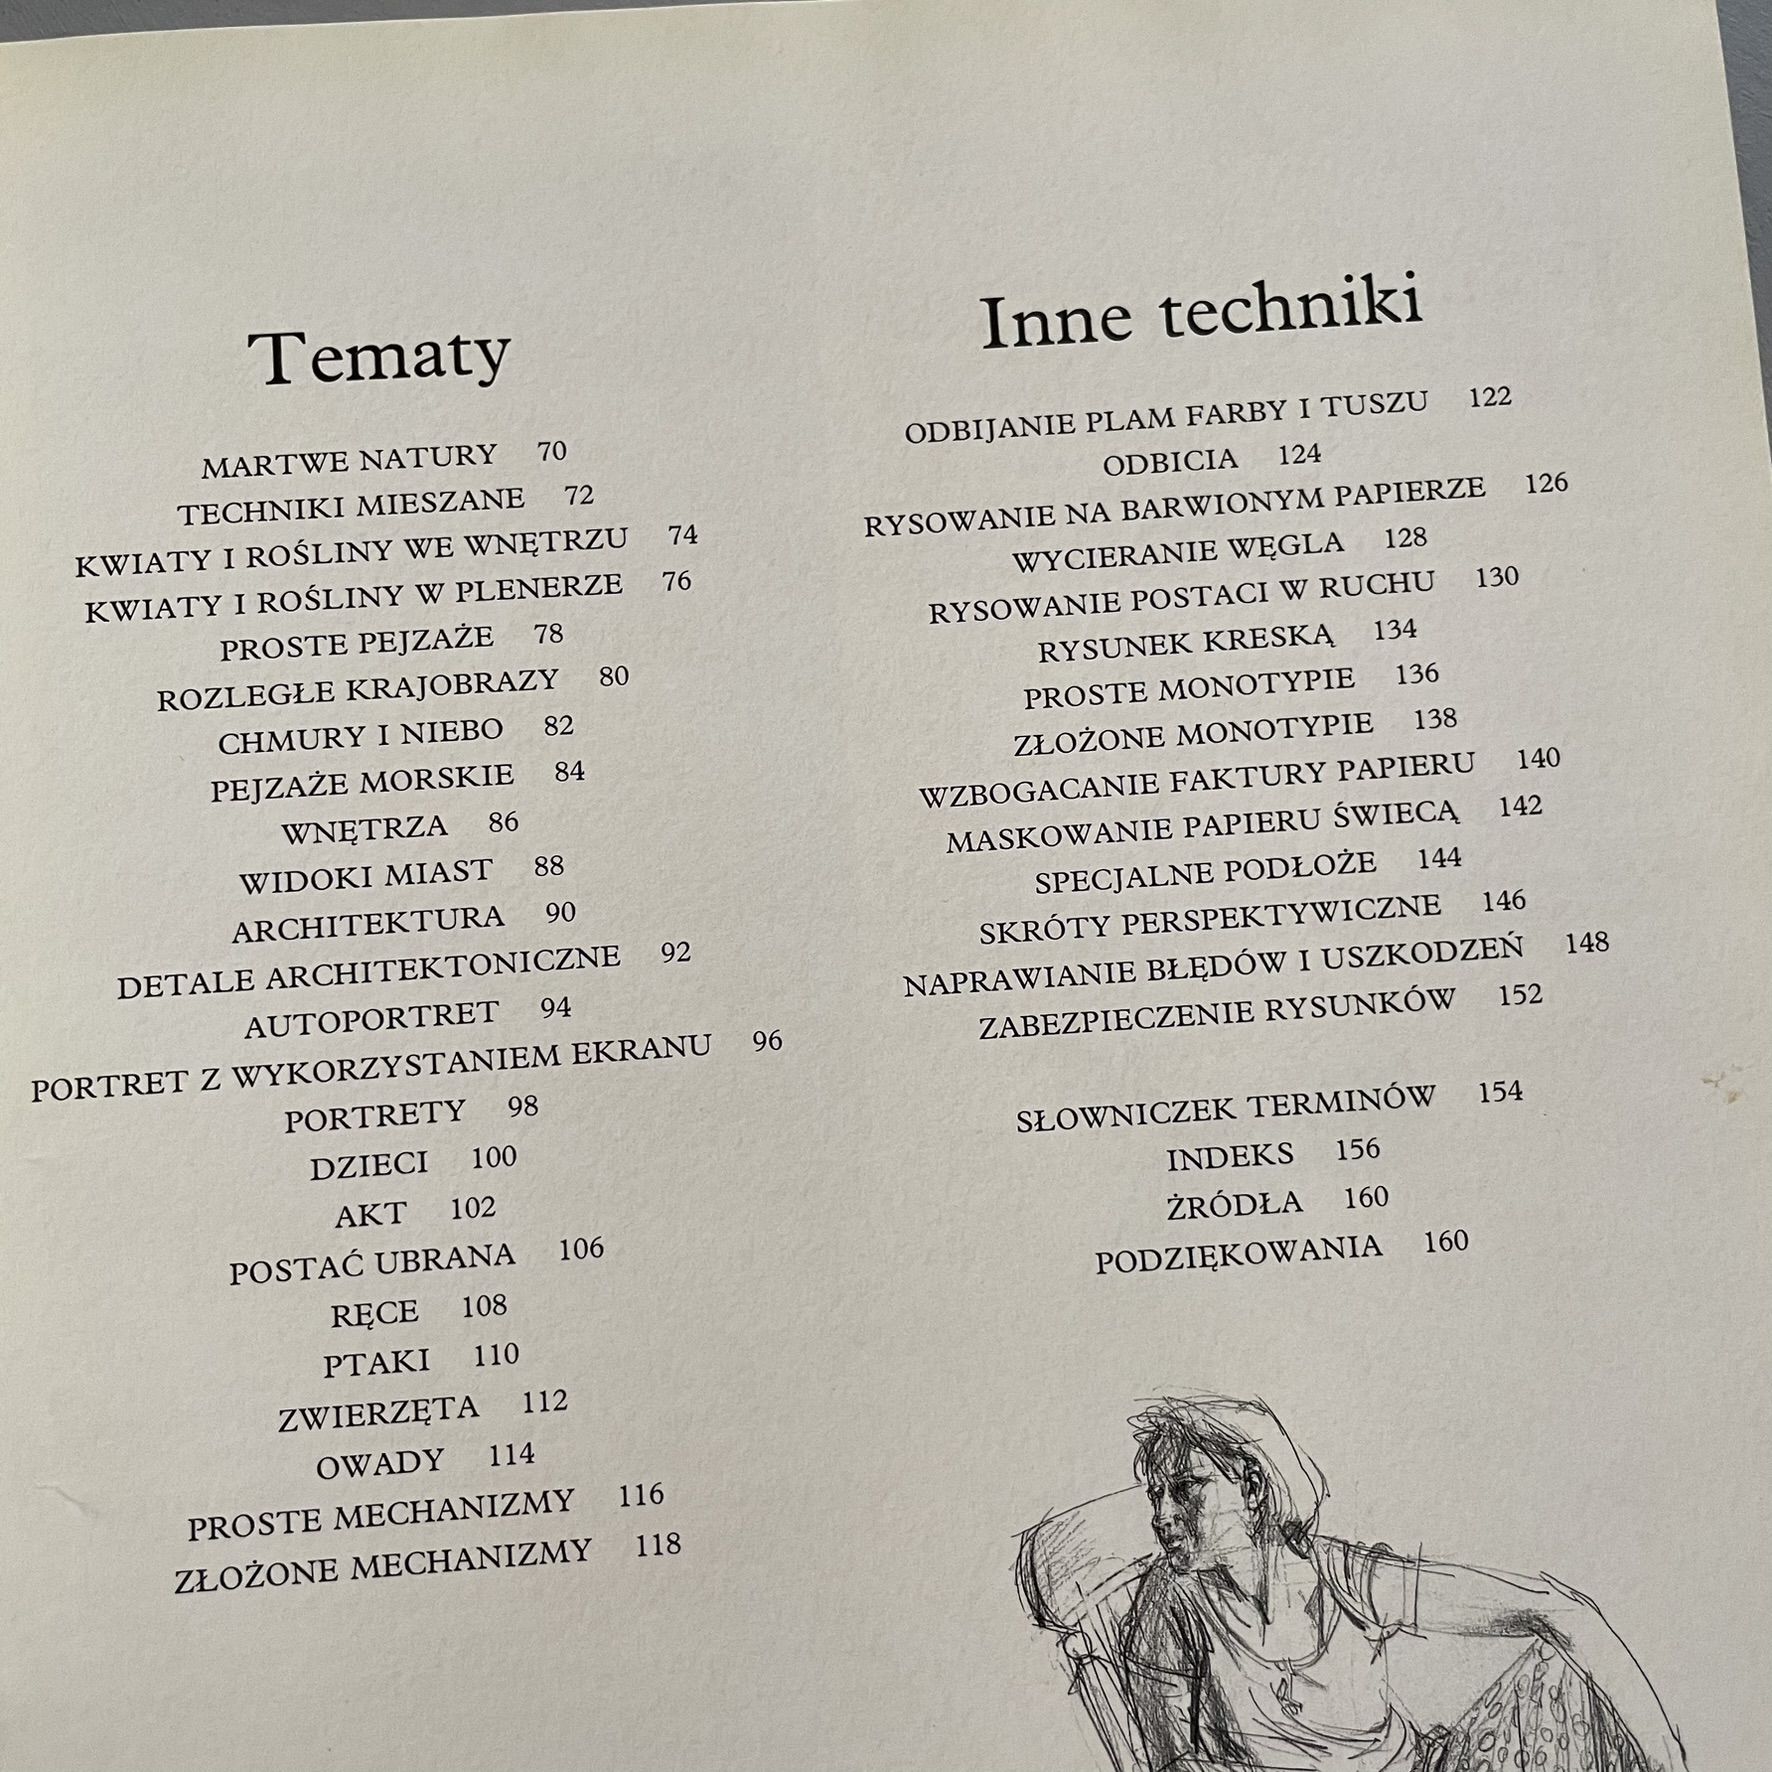 Tematy
MARTWE NATURY 70
TECHNIKI MIESZANE 72
KWIATY I ROŚLINY WE WNĘTRZU 74
KWIATY I ROŚLINY W PLENERZE 76
PROSTE PEJZAŻE 78
ROZLEGŁE KRAJOBRAZY 80
CHMURY I NIEBO 82
PEJZAŻE MORSKIE 84
WNĘTRZA 86
WIDOKI MIAST 88
ARCHITEKTURA 90
DETALE ARCHITEKTONICZNE 92
AUTOPORTRET 94
PORTRET Z WYKORZYSTANIEM EKRANU 96
PORTRETY 98
DZIECI 100
AKT 102
POSTAĆ UBRANA 106
RĘCE 108
PTAKI 110
ZWIERZĘTA 112
OWADY 114
PROSTE MECHANIZMY 116
ZŁOŻONE MECHANIZMY 118
Inne techniki
ODBIJANIE PLAM FARBY I TUSZU 122
ODBICIA 124
RYSOWANIE NA BARWIONYM PAPIERZE 126
WYCIERANIE WĘGLA 128
RYSOWANIE POSTACI W RUCHU 130
RYSUNEK KRESKĄ 134
PROSTE MONOTYPIE 136
ZŁOŻONE MONOTYPIE 138
WZBOGACANIE FAKTURY PAPIERU 140
MASKOWANIE PAPIERU ŚWIECĄ 142
SPECJALNE PODŁOŻE 144
SKRÓTY PERSPEKTYWICZNE 146
NAPRAWIANIE BŁĘDÓW I USZKODZEŃ 148
ZABEZPIECZENIE RYSUNKÓW 152
SŁOWNICZEK TERMINÓW 154
INDEKS 156
ŻRÓDŁA 160
PODZIĘKOWANIA 160